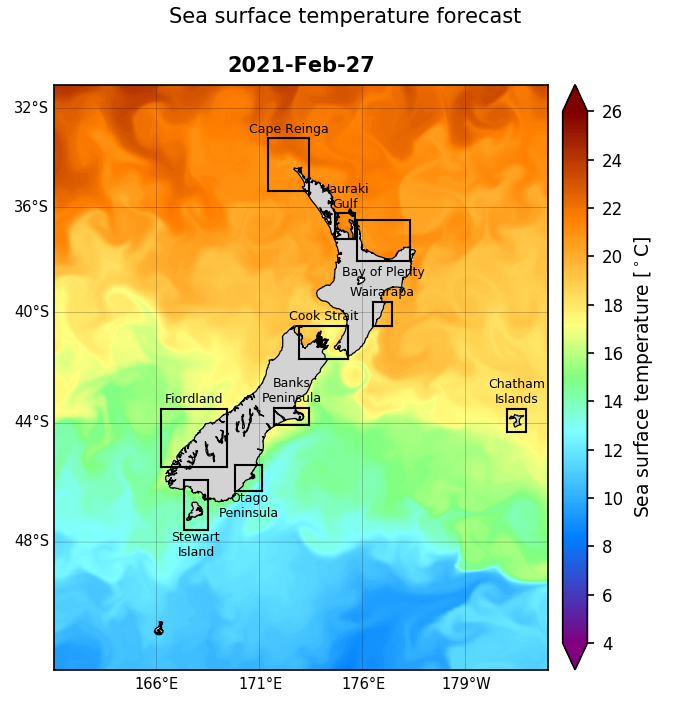 Sea surface temperature forecast
2021-Feb-27
32°S
36°S
40°S
44°S
48°S
Cape Reinga
Hauraki
Gulf
Bay of Plenty
Wairarapa
Cook Strait
Banks
Peninsula
Fiordland
Chatham
Islands
Otago
Peninsula
Stewart
Island
166°E
171°E
176°E
179°W
26
24
22
20
18
16
14
12
10
8
6
4
Sea surface temperature [°C]